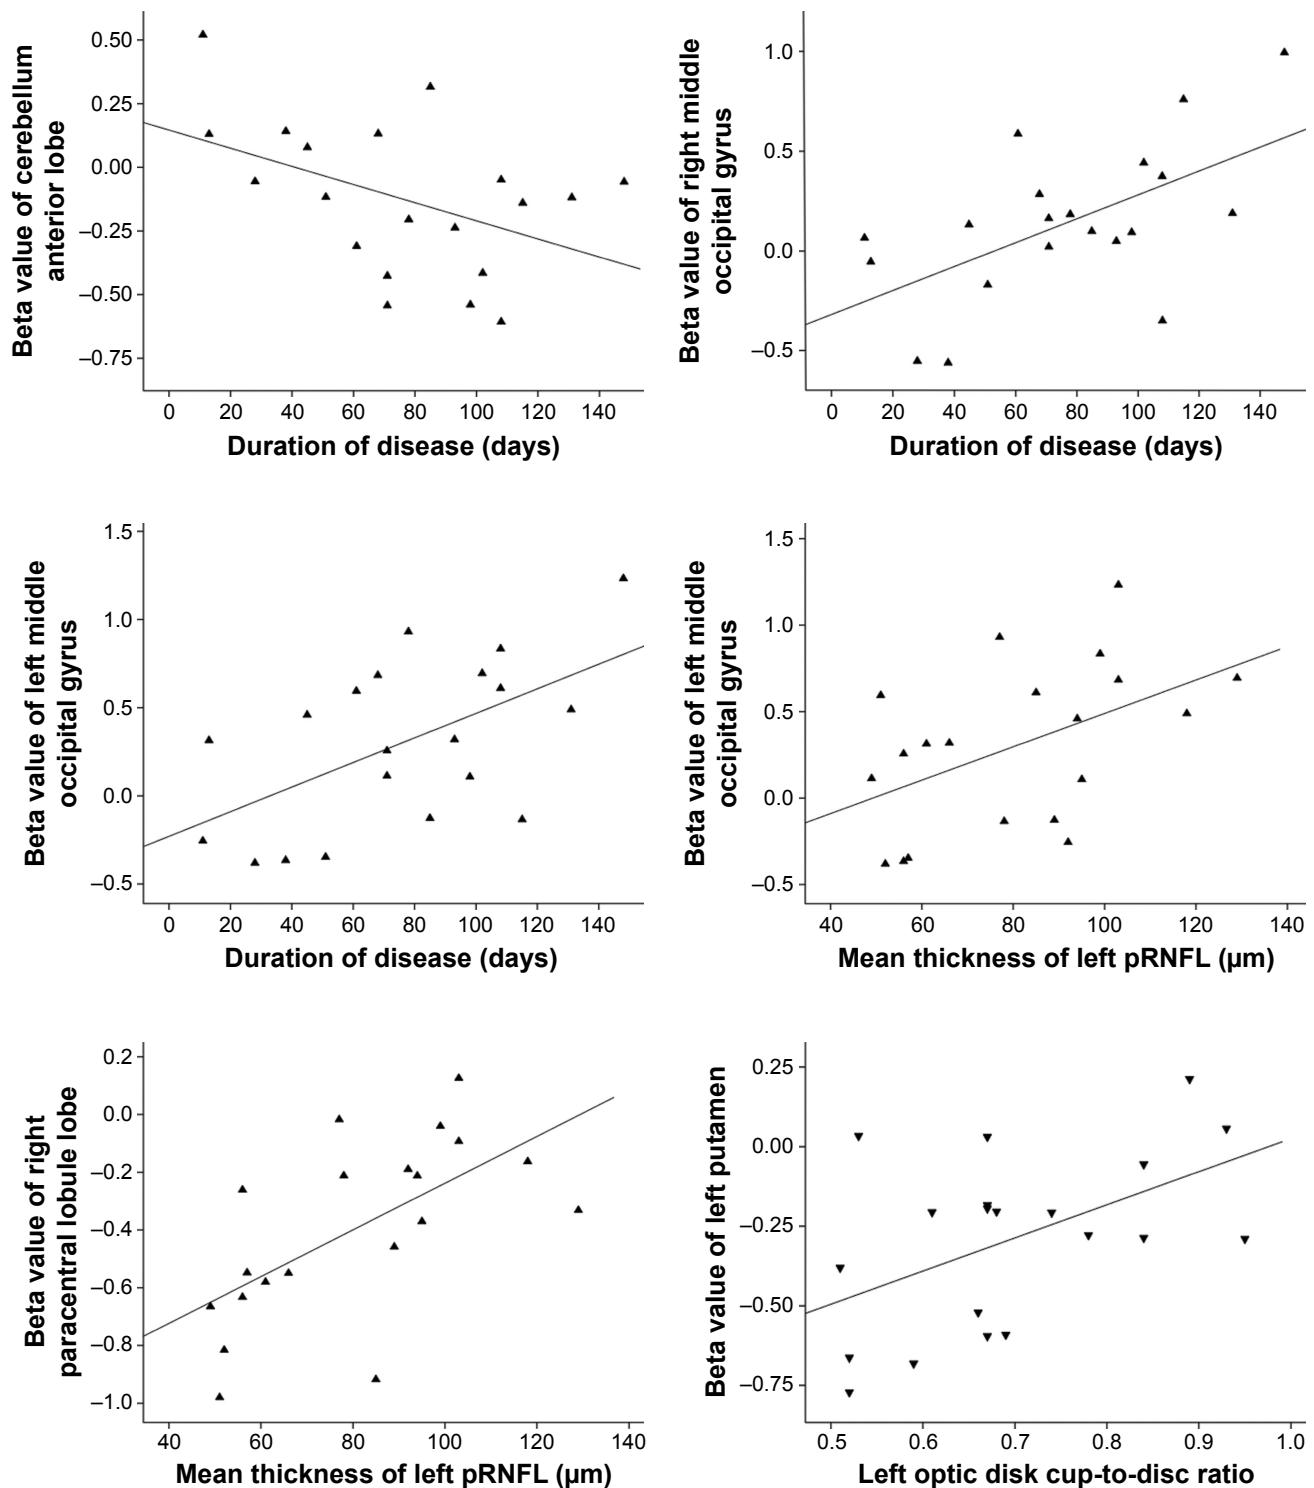 Beta value of cerebellum
anterior lobe
0.50
0.25
0.00
–0.25
–0.50
–0.75
0 20 40 60 80 100 120 140
Duration of disease (days)
Beta value of right middle
occipital gyrus
1.0
0.5
0.0
–0.5
0 20 40 60 80 100 120 140
Duration of disease (days)
Beta value of left middle
occipital gyrus
1.5
1.0
0.5
0.0
–0.5
0 20 40 60 80 100 120 140
Duration of disease (days)
Beta value of left middle
occipital gyrus
1.5
1.0
0.5
0.0
–0.5
40 60 80 100 120 140
Mean thickness of left pRNFL (µm)
Beta value of right
paracentral lobule lobe
0.2
0.0
–0.2
–0.4
–0.6
–0.8
–1.0
40 60 80 100 120 140
Mean thickness of left pRNFL (µm)
Beta value of left putamen
0.25
0.00
–0.25
–0.50
–0.75
0.5 0.6 0.7 0.8 0.9 1.0
Left optic disk cup-to-disc ratio